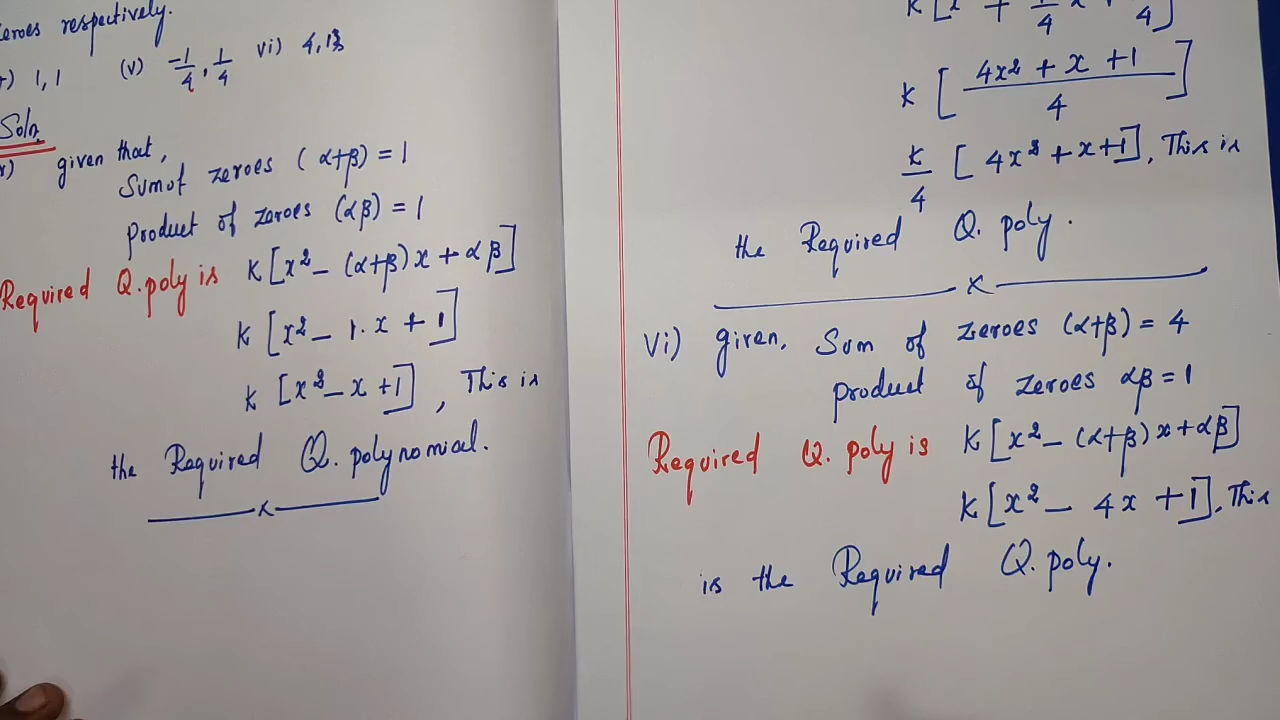 zeroes respectively.
1, 1 (v) -1/4, 1/4 vi) 4, 1
Soln
given that,
Sum of zeroes (α+β) = 1
product of zeroes (αβ) = 1
Required Q.poly is K[x² - (α+β)x + αβ]
K[x² - 1.x + 1]
K[x² - x +1], This is
the Required Q.polynomial.
x
K[4x² + x +1 / 4]
K/4 [4x² + x +1], This is
the Required Q.poly.
x
vi) given, Sum of zeroes (α+β) = 4
product of zeroes αβ = 1
Required Q.poly is K[x² - (α+β)x + αβ]
K[x² - 4x +1], This
is the Required Q.poly.